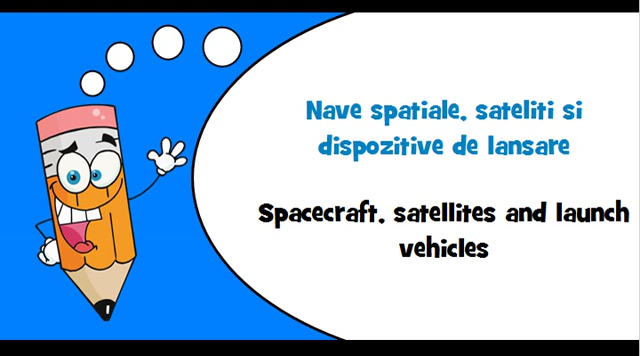 Nave spatiale, sateliti si
dispozitive de lansare
Spacecraft, satellites and launch
vehicles